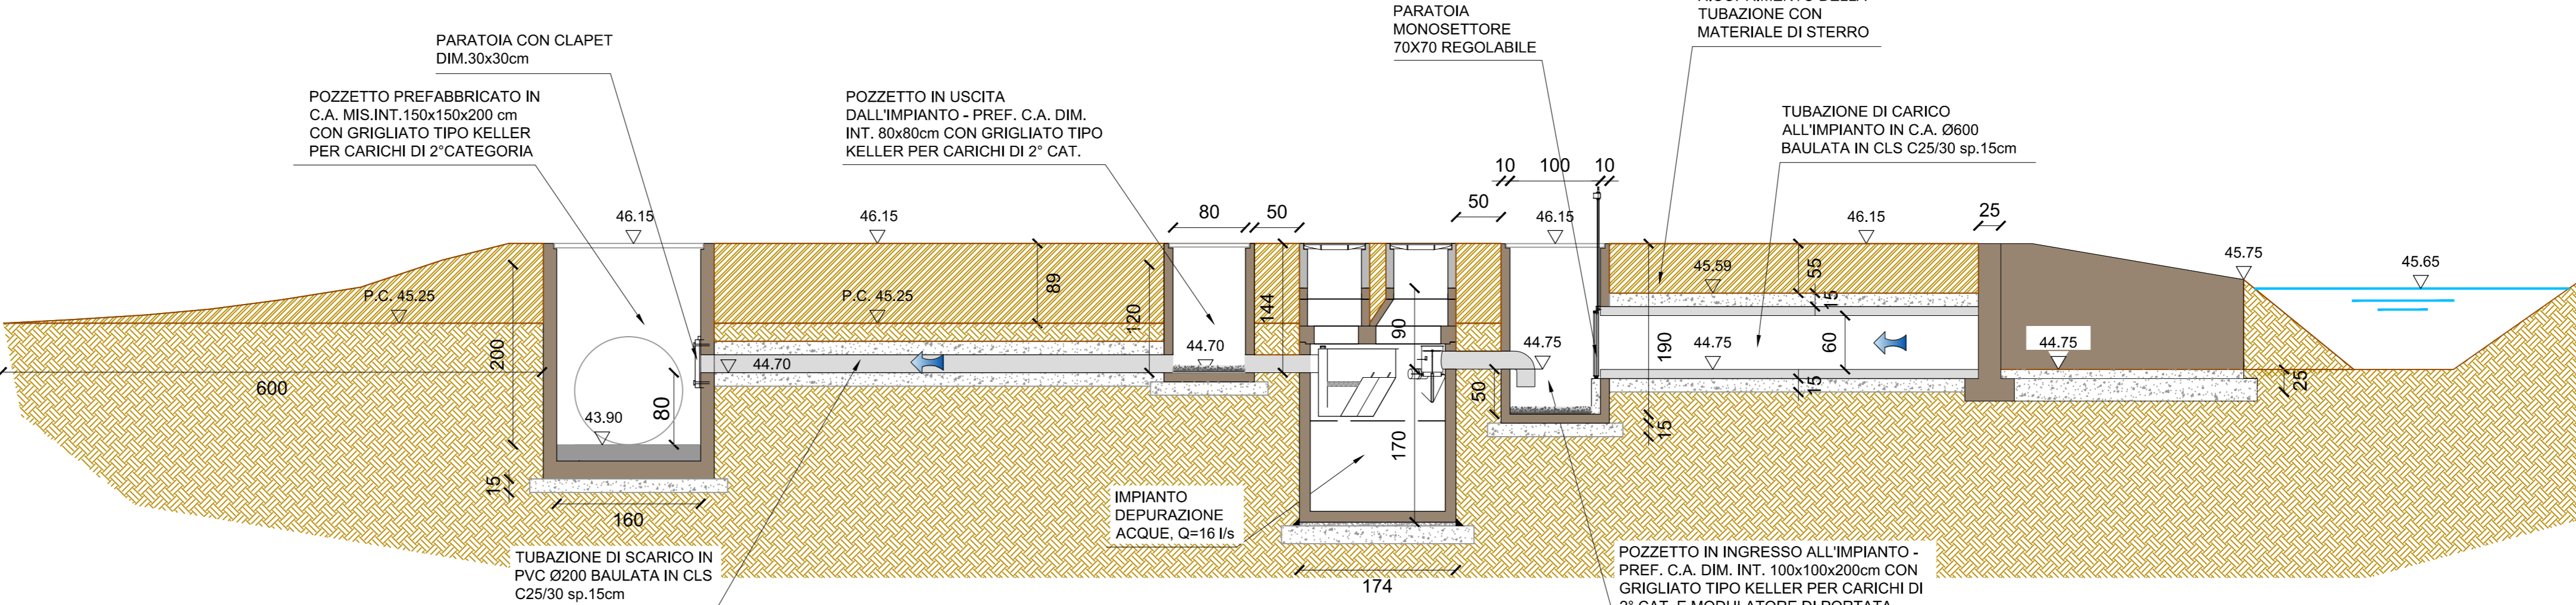 PARATOIA CON CLAPET
DIM.30x30cm
POZZETTO PREFABBRICATO IN
C.A. MIS.INT.150x150x200 cm
CON GRIGLIATO TIPO KELLER
PER CARICHI DI 2°CATEGORIA
POZZETTO IN USCITA
DALL'IMPIANTO - PREF. C.A. DIM.
INT. 80x80cm CON GRIGLIATO TIPO
KELLER PER CARICHI DI 2° CAT.
PARATOIA
MONOSETTORE
70X70 REGOLABILE
TUBAZIONE CON
MATERIALE DI STERRO
TUBAZIONE DI CARICO
ALL'IMPIANTO IN C.A. Ø600
BAULATA IN CLS C25/30 sp.15cm
10 100 10
80 50
50
25
46.15
46.15
46.15
46.15
45.75
45.65
P.C. 45.25
P.C. 45.25
89
120
144
90
190
45.59
55
15
60
15
44.75
44.75
44.75
25
200
600
43.90
80
44.70
44.70
50
15
170
15
160
174
IMPIANTO
DEPURAZIONE
ACQUE, Q=16 l/s
TUBAZIONE DI SCARICO IN
PVC Ø200 BAULATA IN CLS
C25/30 sp.15cm
POZZETTO IN INGRESSO ALL'IMPIANTO -
PREF. C.A. DIM. INT. 100x100x200cm CON
GRIGLIATO TIPO KELLER PER CARICHI DI
2° CAT. E MODULATORE DI PORTATA